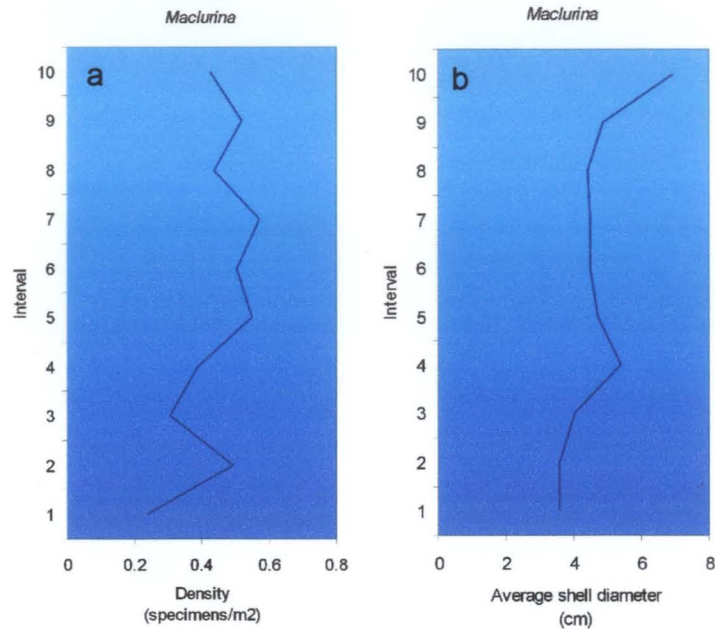 Maclurina
a
10
9
8
7
6
5
4
3
2
1
Interval
0 0.2 0.4 0.6 0.8
Density
(specimens/m2)
Maclurina
b
10
9
8
7
6
5
4
3
2
1
Interval
0 2 4 6 8
Average shell diameter
(cm)